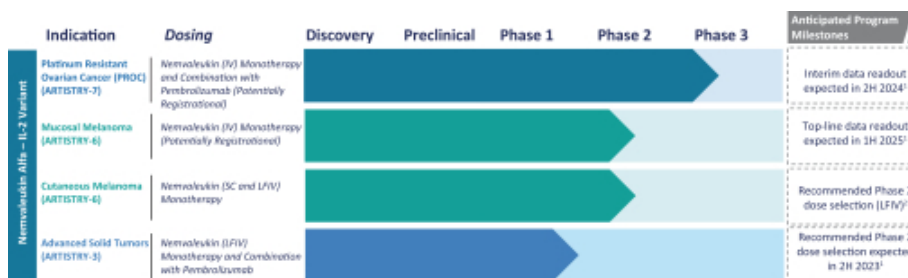 Indication Dosing Discovery Preclinical Phase 1 Phase 2 Phase 3 Anticipated Program
Milestones
Nemvaleukin Alfa – IL-2 Variant
Platinum Resistant
Ovarian Cancer (PROC)
(ARTISTRY-7)
Nemvaleukin (IV) Monotherapy
and Combination with
Pembrolizumab (Potentially
Registrational)
Interim data readout
expected in 2H 2024¹
Mucosal Melanoma
(ARTISTRY-6)
Nemvaleukin (IV) Monotherapy
(Potentially Registrational)
Top-line data readout
expected in 1H 2025¹
Cutaneous Melanoma
(ARTISTRY-6)
Nemvaleukin (SC and LFIV)
Monotherapy
Recommended Phase
dose selection (LFIV)
Advanced Solid Tumors
(ARTISTRY-3)
Nemvaleukin (LFIV)
Monotherapy and Combination
with Pembrolizumab
Recommended Phase
dose selection expected
in 2H 2023¹